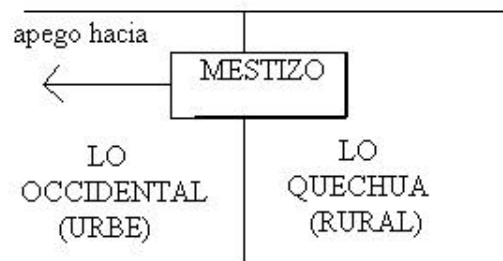 apego hacia
MESTIZO
LO
OCCIDENTAL
(URBE)
LO
QUECHUA
(RURAL)